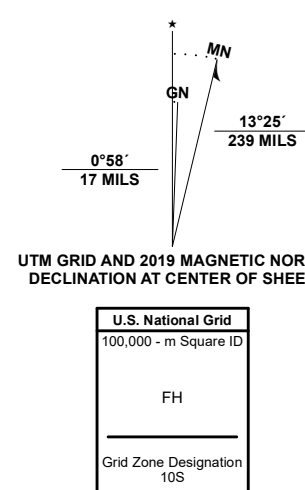 ★
MN
GN
13°25´
239 MILS
0°58´
17 MILS
UTM GRID AND 2019 MAGNETIC NOR
DECLINATION AT CENTER OF SHEE
U.S. National Grid
100,000 - m Square ID
FH
Grid Zone Designation
10S